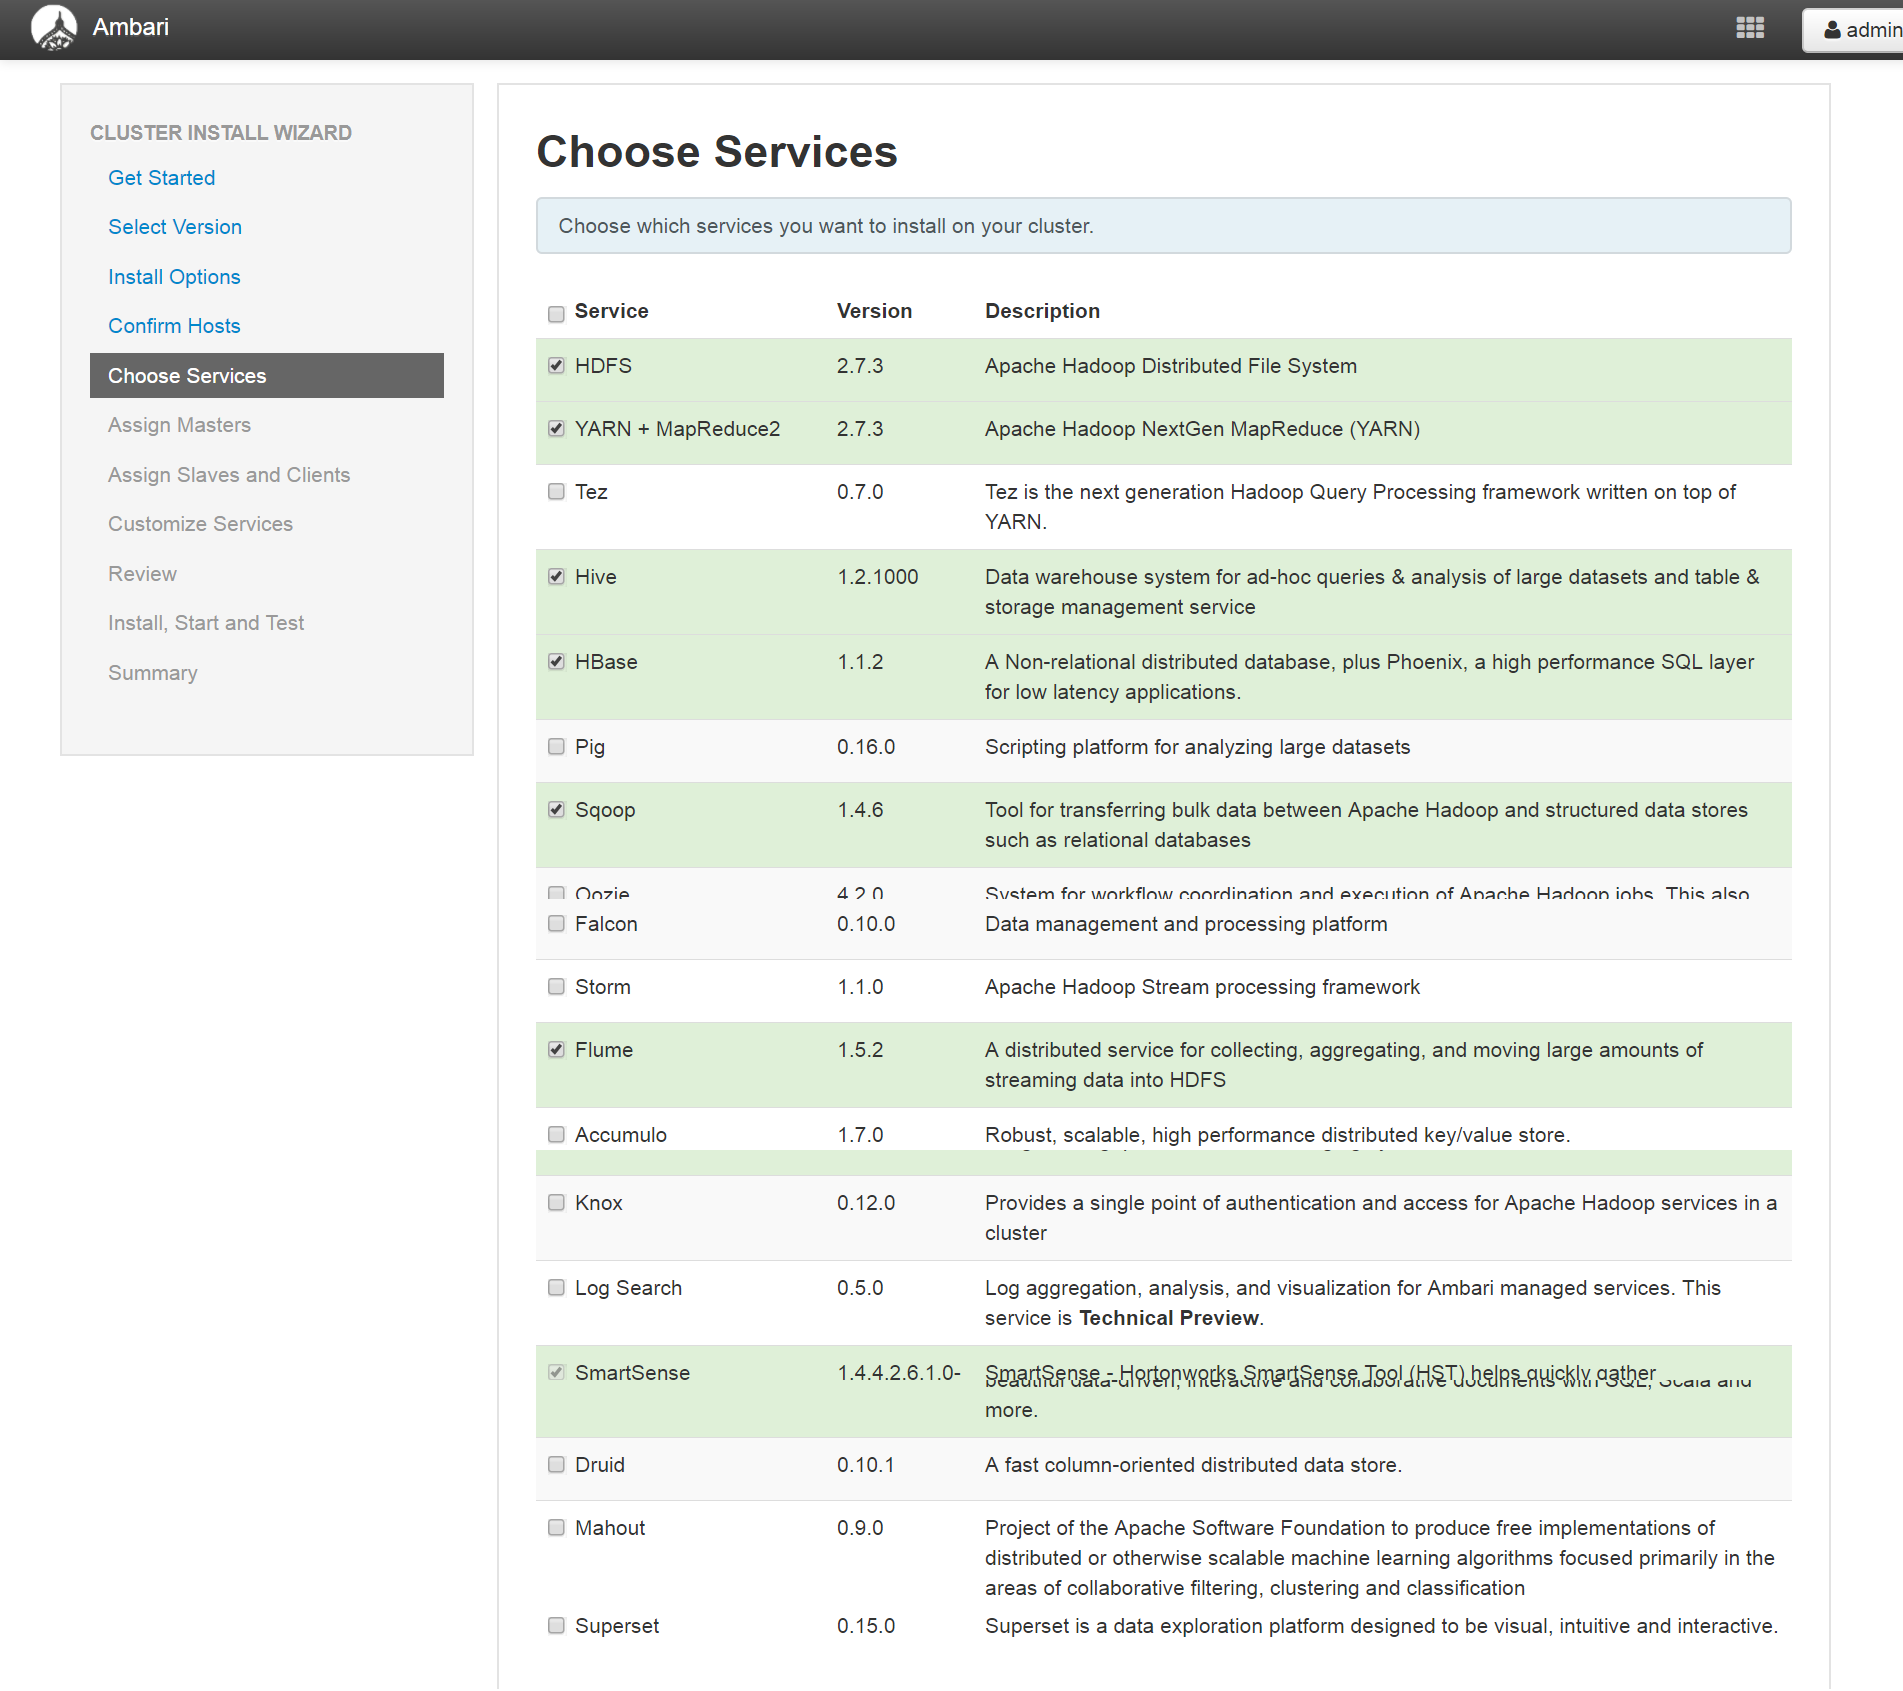 Ambari
admin
CLUSTER INSTALL WIZARD
Get Started
Select Version
Install Options
Confirm Hosts
Choose Services
Assign Masters
Assign Slaves and Clients
Customize Services
Review
Install, Start and Test
Summary
Choose Services
Choose which services you want to install on your cluster.
Service Version Description
HDFS 2.7.3 Apache Hadoop Distributed File System
YARN + MapReduce2 2.7.3 Apache Hadoop NextGen MapReduce (YARN)
Tez 0.7.0 Tez is the next generation Hadoop Query Processing framework written on top of
YARN.
Hive 1.2.1000 Data warehouse system for ad-hoc queries & analysis of large datasets and table &
storage management service
HBase 1.1.2 A Non-relational distributed database, plus Phoenix, a high performance SQL layer
for low latency applications.
Pig 0.16.0 Scripting platform for analyzing large datasets
Sqoop 1.4.6 Tool for transferring bulk data between Apache Hadoop and structured data stores
such as relational databases
Oozie 4.2.0 System for workflow coordination and execution of Apache Hadoop jobs. This also
Falcon 0.10.0 Data management and processing platform
Storm 1.1.0 Apache Hadoop Stream processing framework
Flume 1.5.2 A distributed service for collecting, aggregating, and moving large amounts of
streaming data into HDFS
Accumulo 1.7.0 Robust, scalable, high performance distributed key/value store.
Knox 0.12.0 Provides a single point of authentication and access for Apache Hadoop services in a
cluster
Log Search 0.5.0 Log aggregation, analysis, and visualization for Ambari managed services. This
service is Technical Preview.
SmartSense 1.4.4.2.6.1.0- SmartSense - Hortonworks SmartSense Tool (HST) helps quickly gather
beautiful data-driven, interactive and collaborative documents with SQL, Scala and
more.
Druid 0.10.1 A fast column-oriented distributed data store.
Mahout 0.9.0 Project of the Apache Software Foundation to produce free implementations of
distributed or otherwise scalable machine learning algorithms focused primarily in the
areas of collaborative filtering, clustering and classification
Superset 0.15.0 Superset is a data exploration platform designed to be visual, intuitive and interactive.